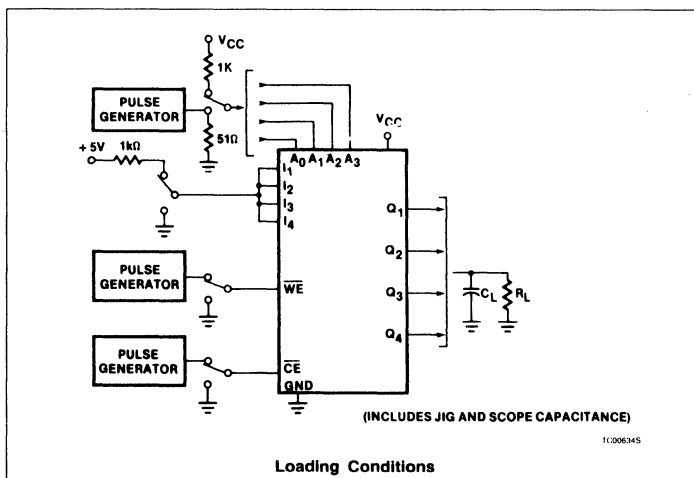 VCC
1K
PULSE
GENERATOR
51Ω
VCC
+ 5V
1kΩ
A0 A1 A2 A3
I1
I2
I3
I4
Q1
Q2
Q3
Q4
CL
RL
PULSE
GENERATOR
WE
PULSE
GENERATOR
CE
GND
(INCLUDES JIG AND SCOPE CAPACITANCE)
TC00634S
Loading Conditions